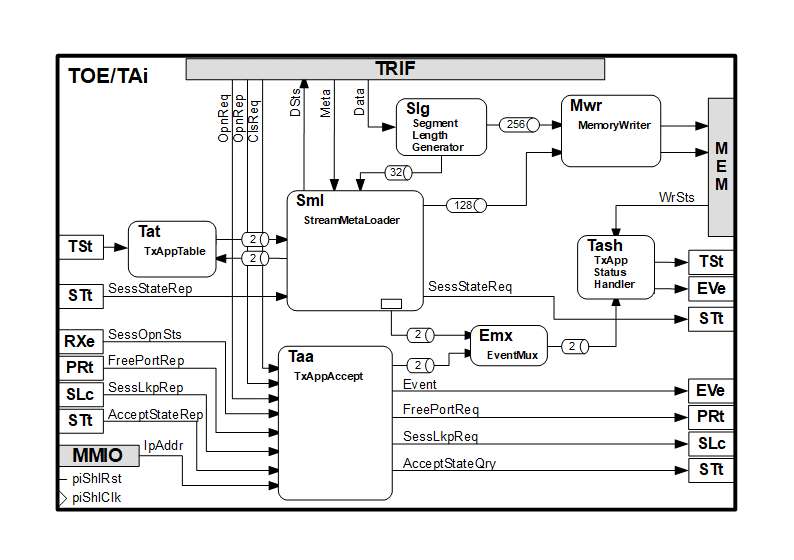 TOE/TAi
TRIF
OpnReq
OpnRep
ClsReq
DSts
Meta
Data
Slg
Segment
Length
Generator
256
Mwr
MemoryWriter
MEM
32
Sml
StreamMetaLoader
128
WrSts
Tat
TxAppTable
TSt
2
2
Tash
TxApp
Status
Handler
TSt
EVe
STt
SessStateRep
SessStateReq
STt
2
Emx
EventMux
2
RXe
SessOpnSts
Taa
TxAppAccept
2
PRt
FreePortRep
SLc
SessLkpRep
STt
AcceptStateRep
Event
EVe
FreePortReq
PRt
SessLkpReq
SLc
AcceptStateQry
STt
MMIO
IpAddr
piShlRst
piShlClk